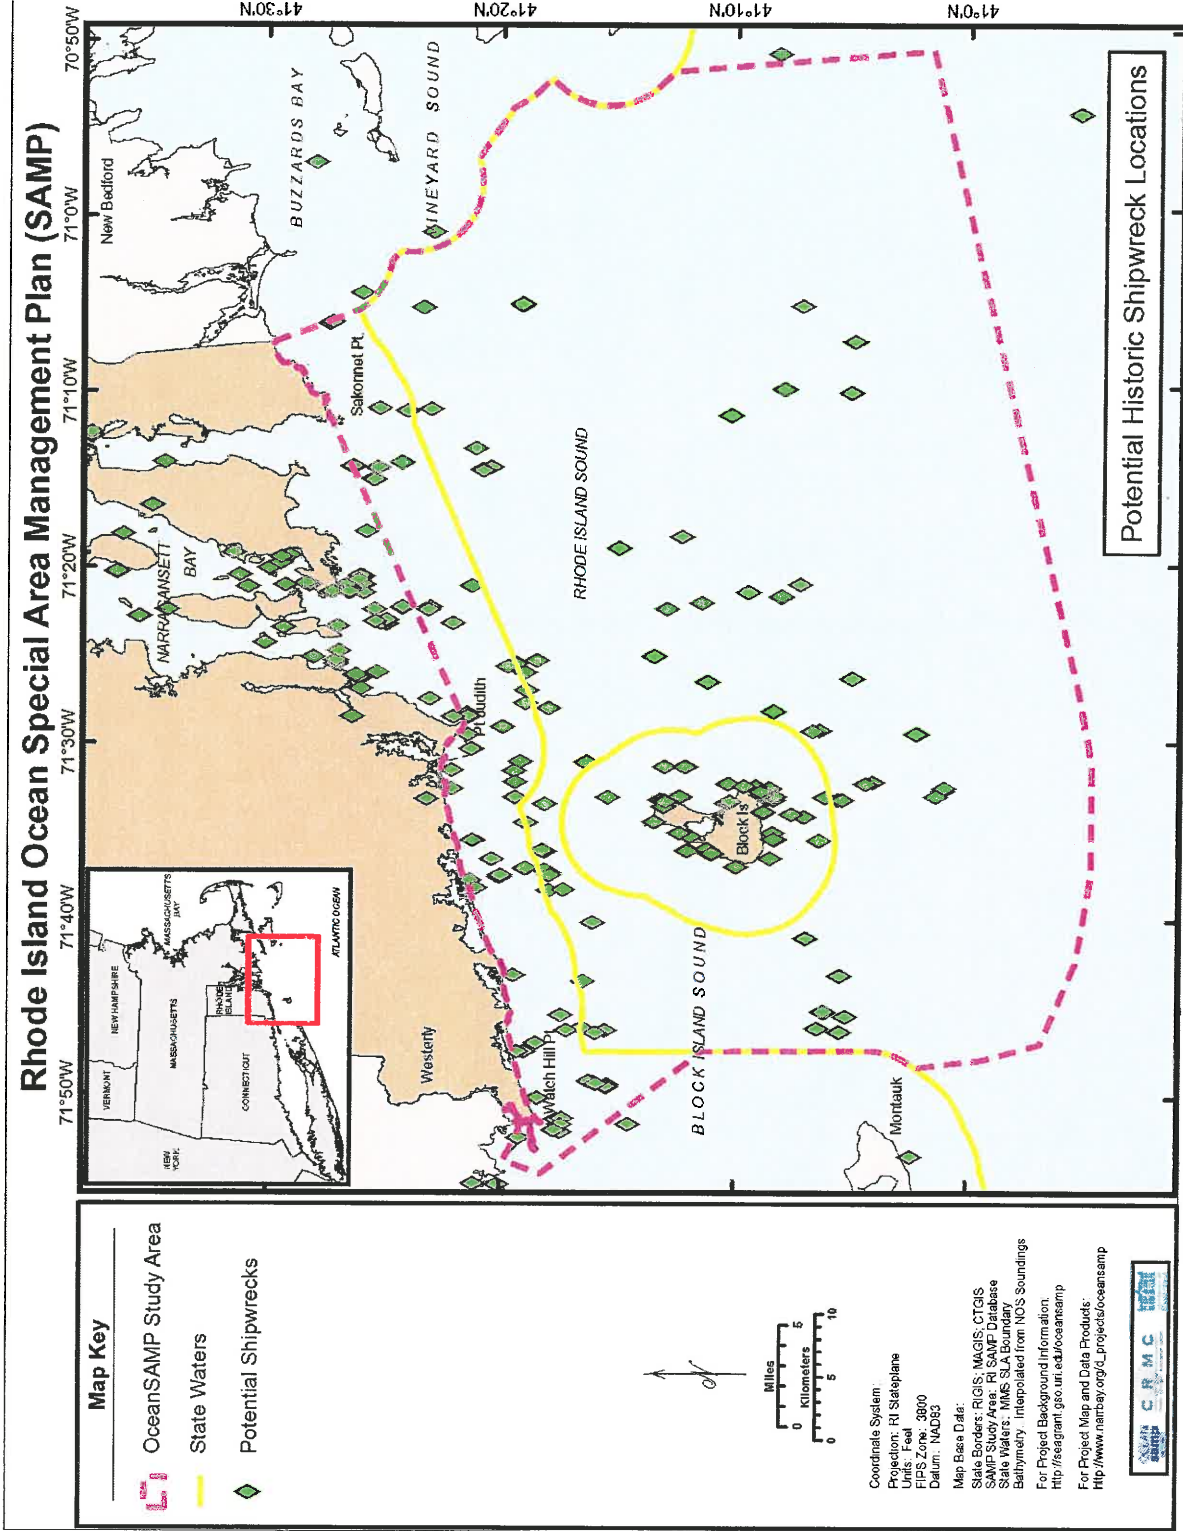 Rhode Island Ocean Special Area Management Plan (SAMP)
71°50'W
71°40'W
71°30'W
71°20'W
71°10'W
71°0'W
70°50'W
41°30'N
41°20'N
41°10'N
41°0'N
VERMONT
NEW HAMPSHIRE
NEW YORK
MASSACHUSETTS
MASSACHUSETTS BAY
CONNECTICUT
RHODE ISLAND
ATLANTIC OCEAN
New Bedford
BUZZARDS BAY
VINEYARD SOUND
NARRAGANSETT
BAY
Sakonnet Pt.
Pt Judith
Westerly
Watch Hill Pt.
RHODE ISLAND SOUND
Block Is
BLOCK ISLAND SOUND
Montauk
Potential Historic Shipwreck Locations
Map Key
OceanSAMP Study Area
State Waters
Potential Shipwrecks
N
Miles
0 5
Kilometers
0 5 10
Coordinate System:
Projection: RI Stateplane
Units: Feet
FIPS Zone: 3800
Datum: NAD83
Map Base Data:
State Borders: RIGIS; MAGIS; CTGIS
SAMP Study Area: RI SAMP Database
State Waters: MMS SLA Boundary
Bathymetry: Interpolated from NOS Soundings
For Project Background Information:
http://seagrant.gso.uri.edu/oceansamp
For Project Map and Data Products:
http://www.narrbay.org/d_projects/oceansamp
OCEAN
samp
C R M C